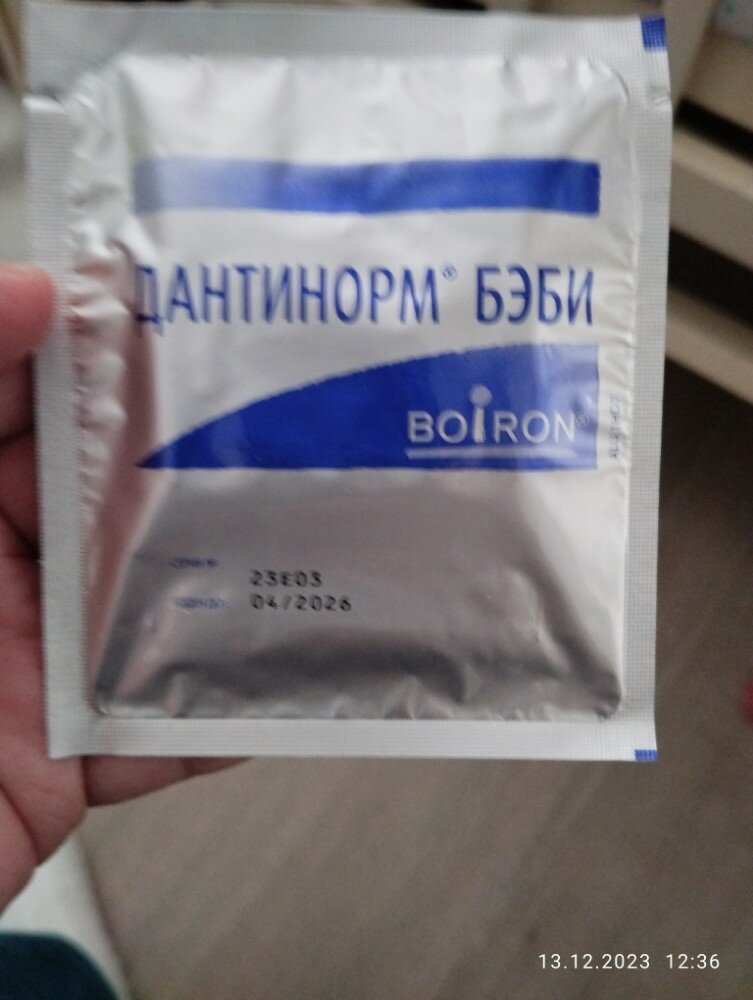 ДАНТИНОРМ® БЭБИ
BOIRON®
23E03
04/2026
13.12.2023 12:36